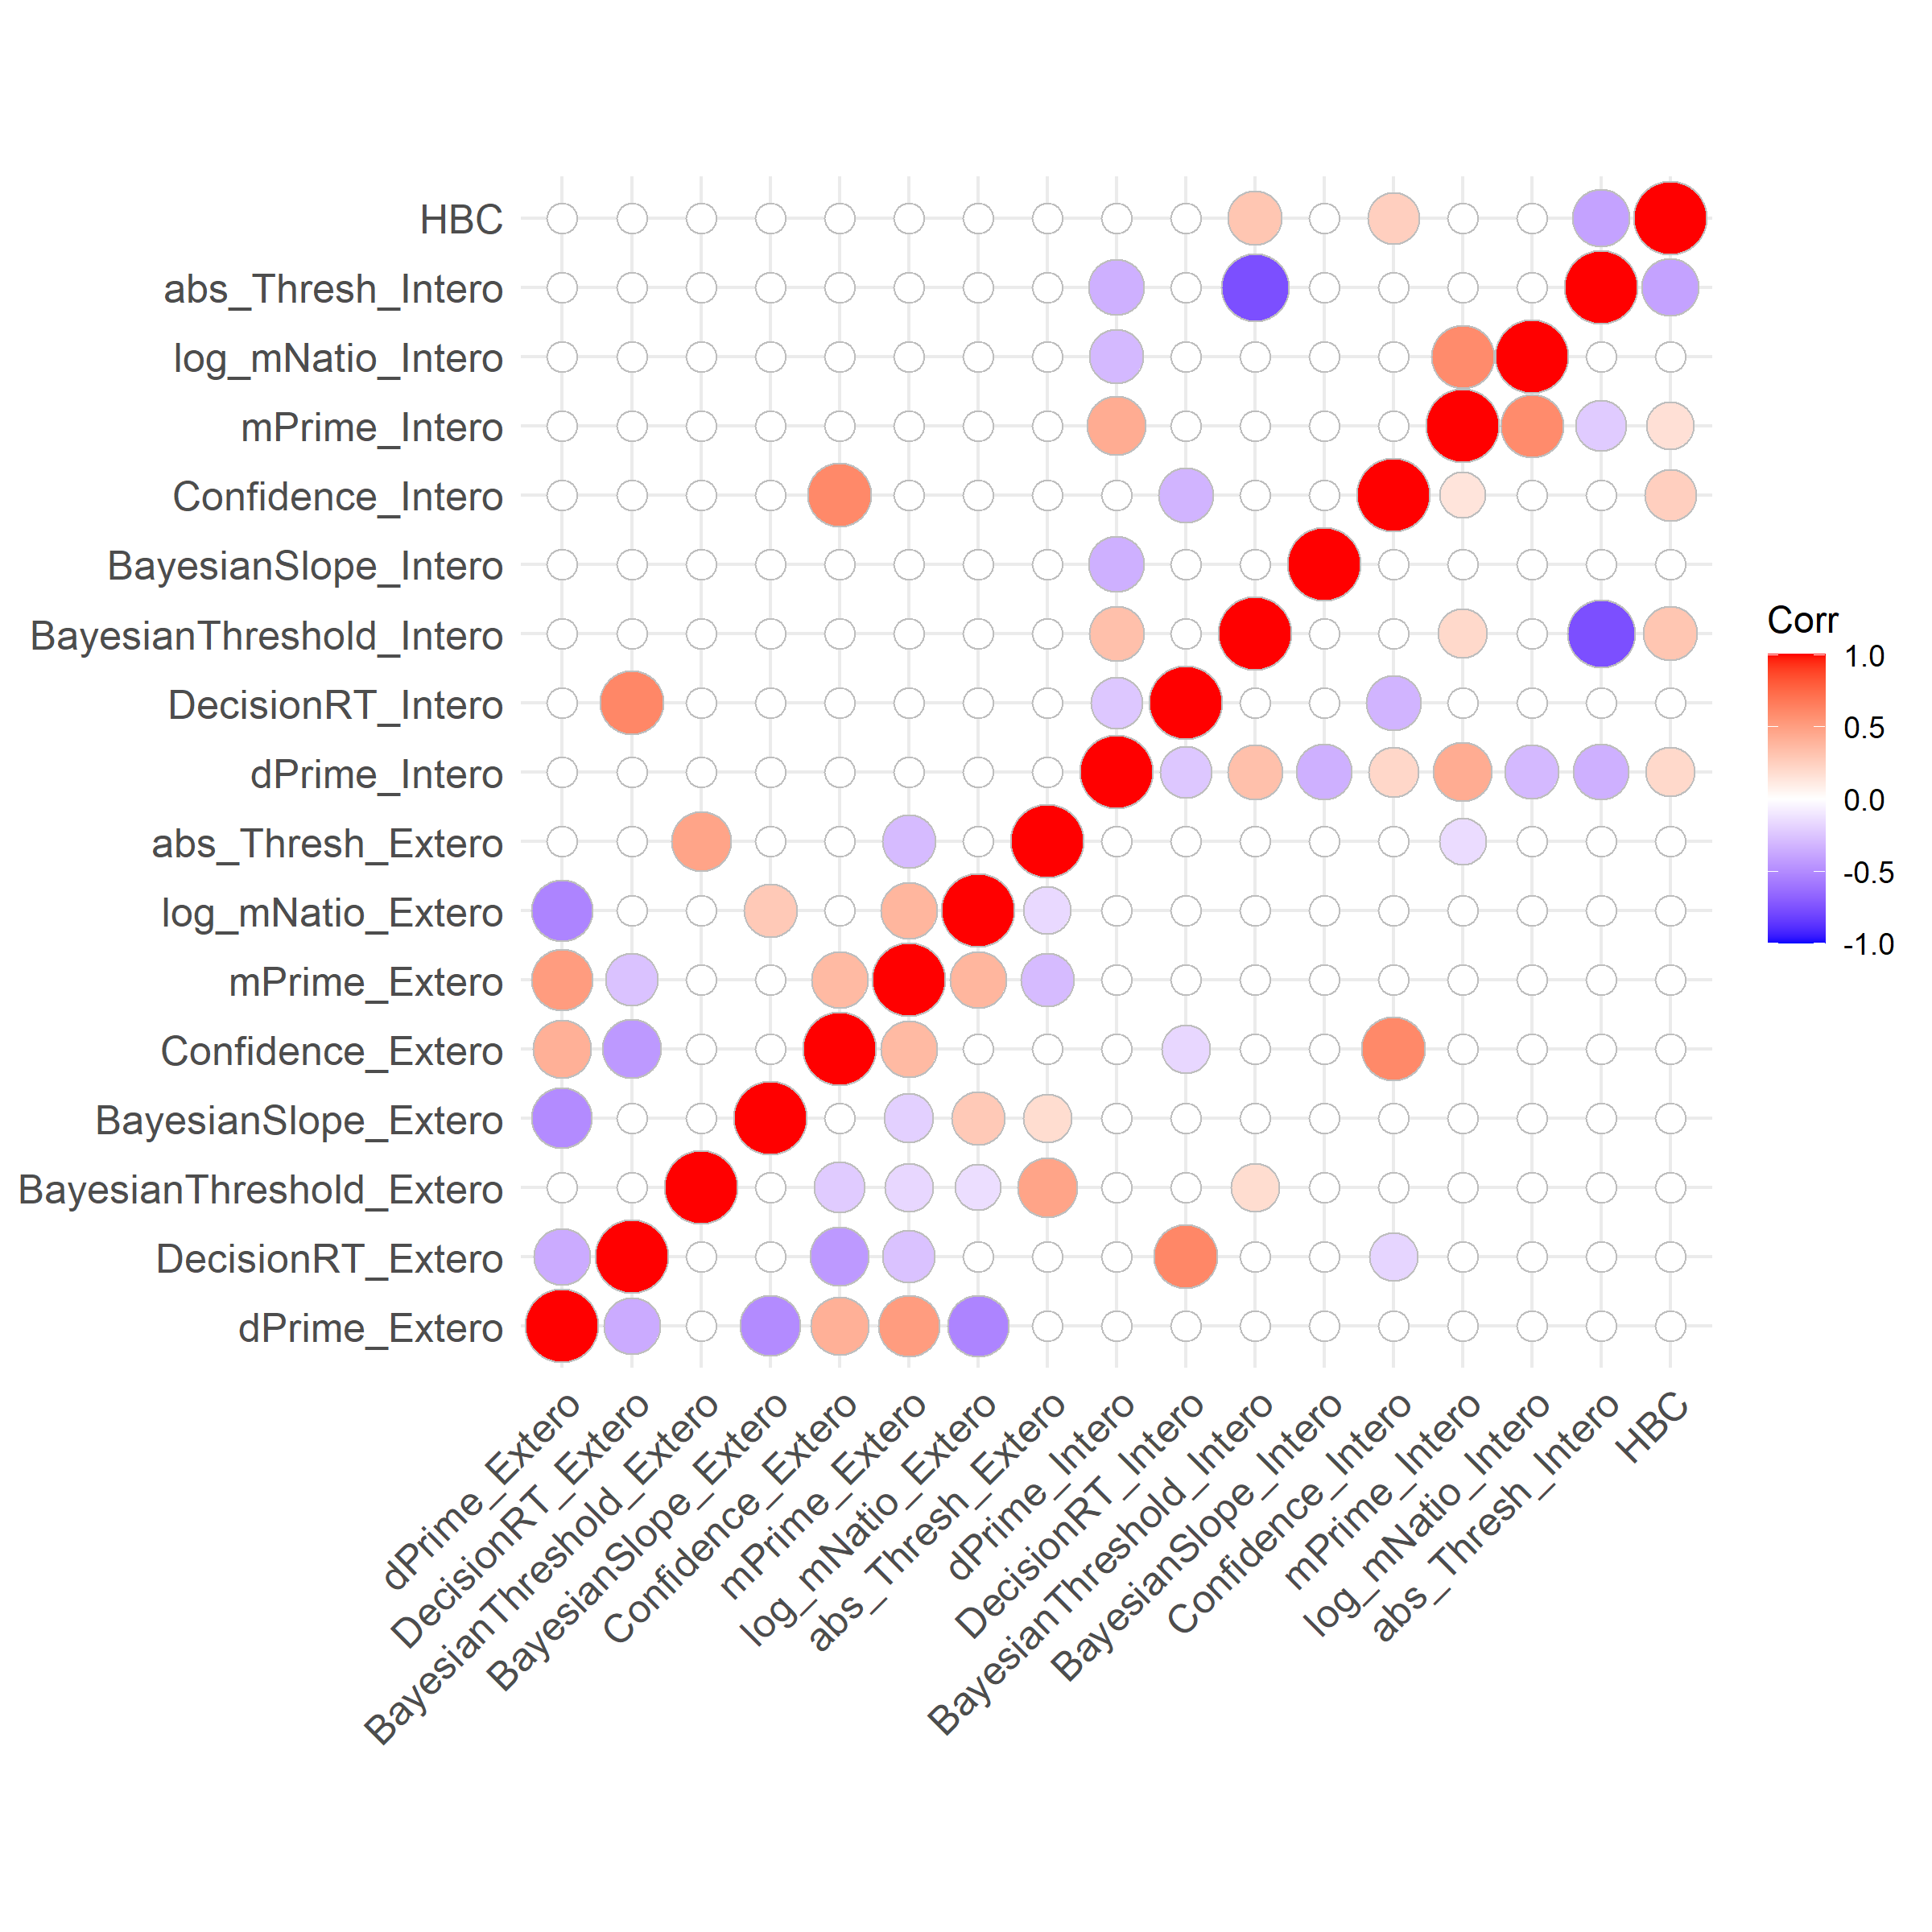 HBC
abs_Thresh_Intero
log_mNatio_Intero
mPrime_Intero
Confidence_Intero
BayesianSlope_Intero
BayesianThreshold_Intero
DecisionRT_Intero
dPrime_Intero
abs_Thresh_Extero
log_mNatio_Extero
mPrime_Extero
Confidence_Extero
BayesianSlope_Extero
BayesianThreshold_Extero
DecisionRT_Extero
dPrime_Extero
dPrime_Extero
DecisionRT_Extero
BayesianThreshold_Extero
BayesianSlope_Extero
Confidence_Extero
mPrime_Extero
log_mNatio_Extero
abs_Thresh_Extero
dPrime_Intero
DecisionRT_Intero
BayesianThreshold_Intero
BayesianSlope_Intero
Confidence_Intero
mPrime_Intero
log_mNatio_Intero
abs_Thresh_Intero
HBC
Corr
1.0
0.5
0.0
-0.5
-1.0